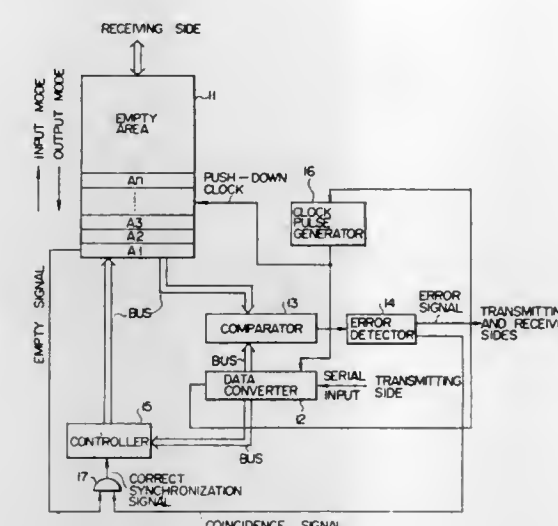 RECEIVING SIDE
11
INPUT MODE
OUTPUT MODE
EMPTY
AREA
An
PUSH-DOWN
CLOCK
16
CLOCK
PULSE
GENERATOR
A3
A2
A1
EMPTY SIGNAL
BUS
13
COMPARATOR
14
ERROR
DETECTOR
ERROR
SIGNAL
TRANSMITTIN
AND RECEIVI
SIDES
BUS
DATA
CONVERTER
12
SERIAL
INPUT
TRANSMITTING
SIDE
15
CONTROLLER
BUS
17
CORRECT
SYNCHRONIZATION
SIGNAL
COINCIDENCE SIGNAL